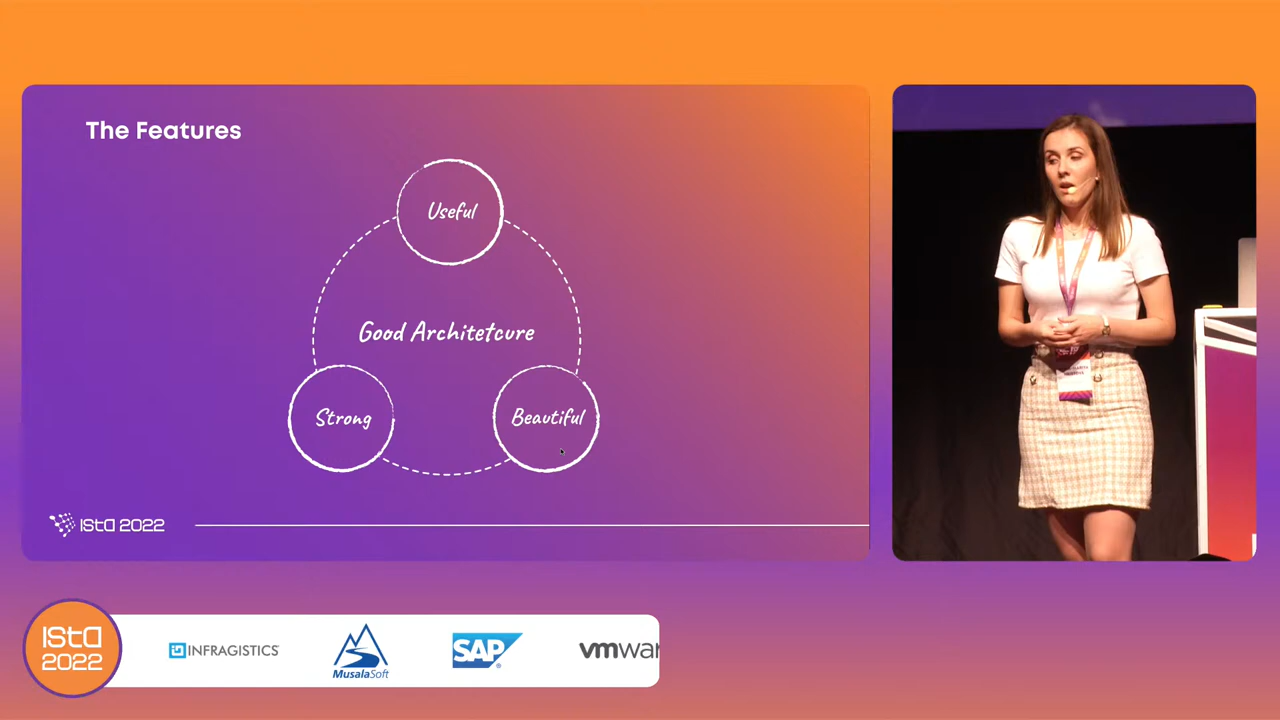 The Features
Useful
Good Architetcure
Strong
Beautiful
ISTA 2022
ISTA
2022
INFRAGISTICS
MusalaSoft
SAP
vmwar